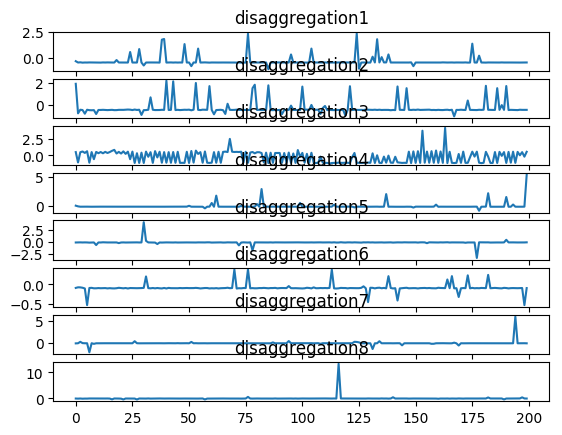 disaggregation1
2.5
0.0
disaggregation2
2
0
disaggregation3
2.5
0.0
disaggregation4
5
0
disaggregation5
2.5
0.0
−2.5
disaggregation6
0.0
−0.5
disaggregation7
5
0
disaggregation8
10
0
0 25 50 75 100 125 150 175 200